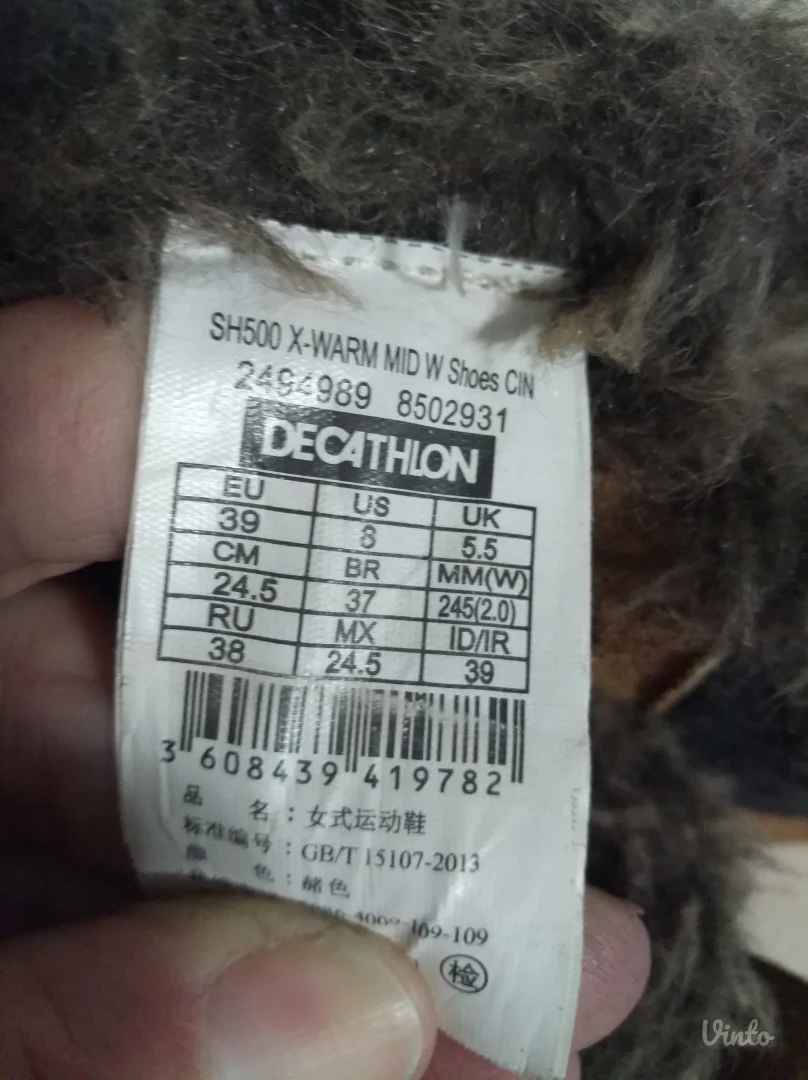 SH500 X-WARM MID W Shoes CIN
2494989 8502931
DECATHLON
EU US UK
39 8 5.5
CM BR MM(W)
24.5 37 245(2.0)
RU MX ID/IR
38 24.5 39
3 608439 419782
品 名：女式运动鞋
标准编号：GB/T 15107-2013
颜 色：赭色
109-109
检
Vinto